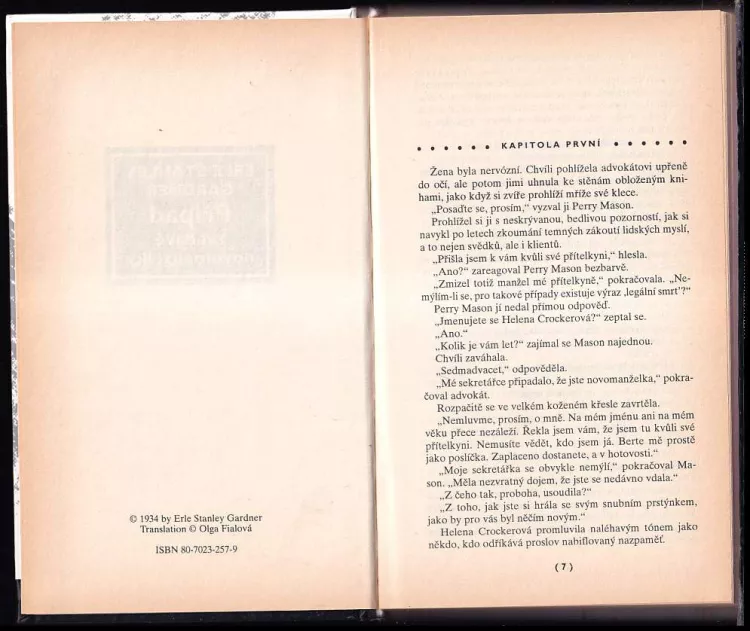 © 1934 by Erle Stanley Gardner
Translation © Olga Fialová
ISBN 80-7023-257-9
KAPITOLA PRVNÍ
Žena byla nervózní. Chvíli pohlížela advokátovi upřeně
do očí, ale potom jimi uhnula ke stěnám obloženým kni-
hami, jako když si zvíře prohlíží mříže své klece.
„Posaďte se, prosím,“ vyzval ji Perry Mason.
Prohlížel si ji s neskrývanou, bedlivou pozorností, jak si
navykl po letech zkoumání temných zákoutí lidských myslí,
a to nejen svědků, ale i klientů.
„Přišla jsem k vám kvůli své přítelkyni,“ hlesla.
„Ano?“ zareagoval Perry Mason bezbarvě.
„Zmizel totiž manžel mé přítelkyně,“ pokračovala. „Ne-
mýlím-li se, pro takové případy existuje výraz ‚legální smrt‘?“
Perry Mason jí nedal přímou odpověď.
„Jmenujete se Helena Crockerová?“ zeptal se.
„Ano.“
„Kolik je vám let?“ zajímal se Mason najednou.
Chvíli zaváhala.
„Sedmadvacet,“ odpověděla.
„Mé sekretářce připadalo, že jste novomanželka,“ pokra-
čoval advokát.
Rozpačitě se ve velkém koženém křesle zavrtěla.
„Nemluvme, prosím, o mně. Na mém jménu ani na mém
věku přece nezáleží. Řekla jsem vám, že jsem tu kvůli své
přítelkyni. Nemusíte vědět, kdo jsem já. Berte mě prostě
jako poslíčka. Zaplaceno dostanete, a v hotovosti.“
„Moje sekretářka se obvykle nemýlí,“ pokračoval Ma-
son. „Měla nezvratný dojem, že jste se nedávno vdala.“
„Z čeho tak, proboha, usoudila?“
„Z toho, jak jste si hrála se svým snubním prstýnkem,
jako by pro vás byl něčím novým.“
Helena Crockerová promluvila naléhavým tónem jako
někdo, kdo odříkává proslov nabiflovaný nazpaměť.
(7)